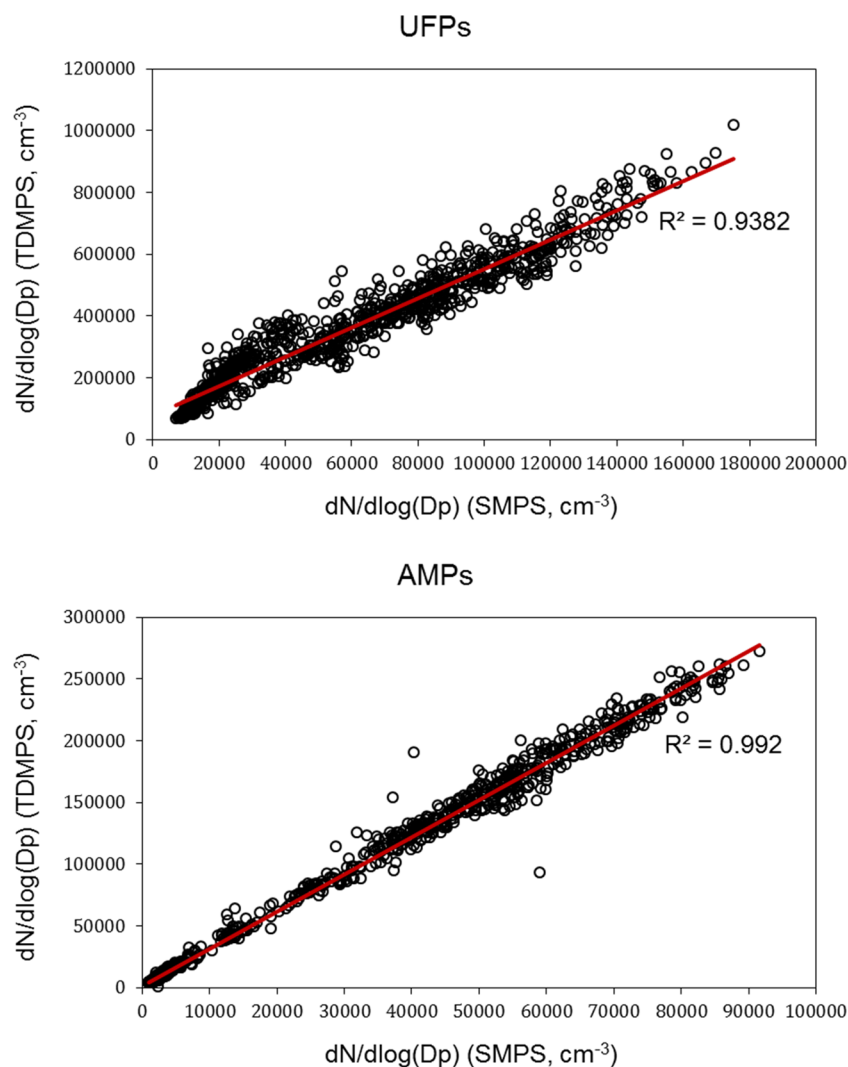 UFPs
1200000
1000000
800000
600000
400000
200000
0
dN/dlog(Dp) (TDMPS, cm⁻³)
R² = 0.9382
0 20000 40000 60000 80000 100000 120000 140000 160000 180000 200000
dN/dlog(Dp) (SMPS, cm⁻³)
AMPs
300000
250000
200000
150000
100000
50000
0
dN/dlog(Dp) (TDMPS, cm⁻³)
R² = 0.992
0 10000 20000 30000 40000 50000 60000 70000 80000 90000 100000
dN/dlog(Dp) (SMPS, cm⁻³)